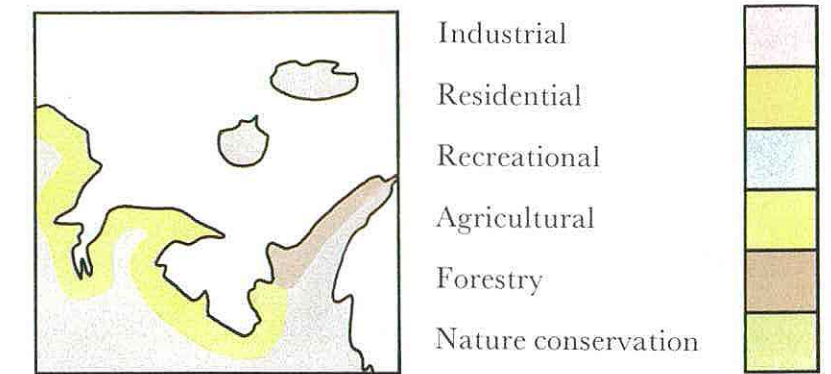 Industrial
Residential
Recreational
Agricultural
Forestry
Nature conservation